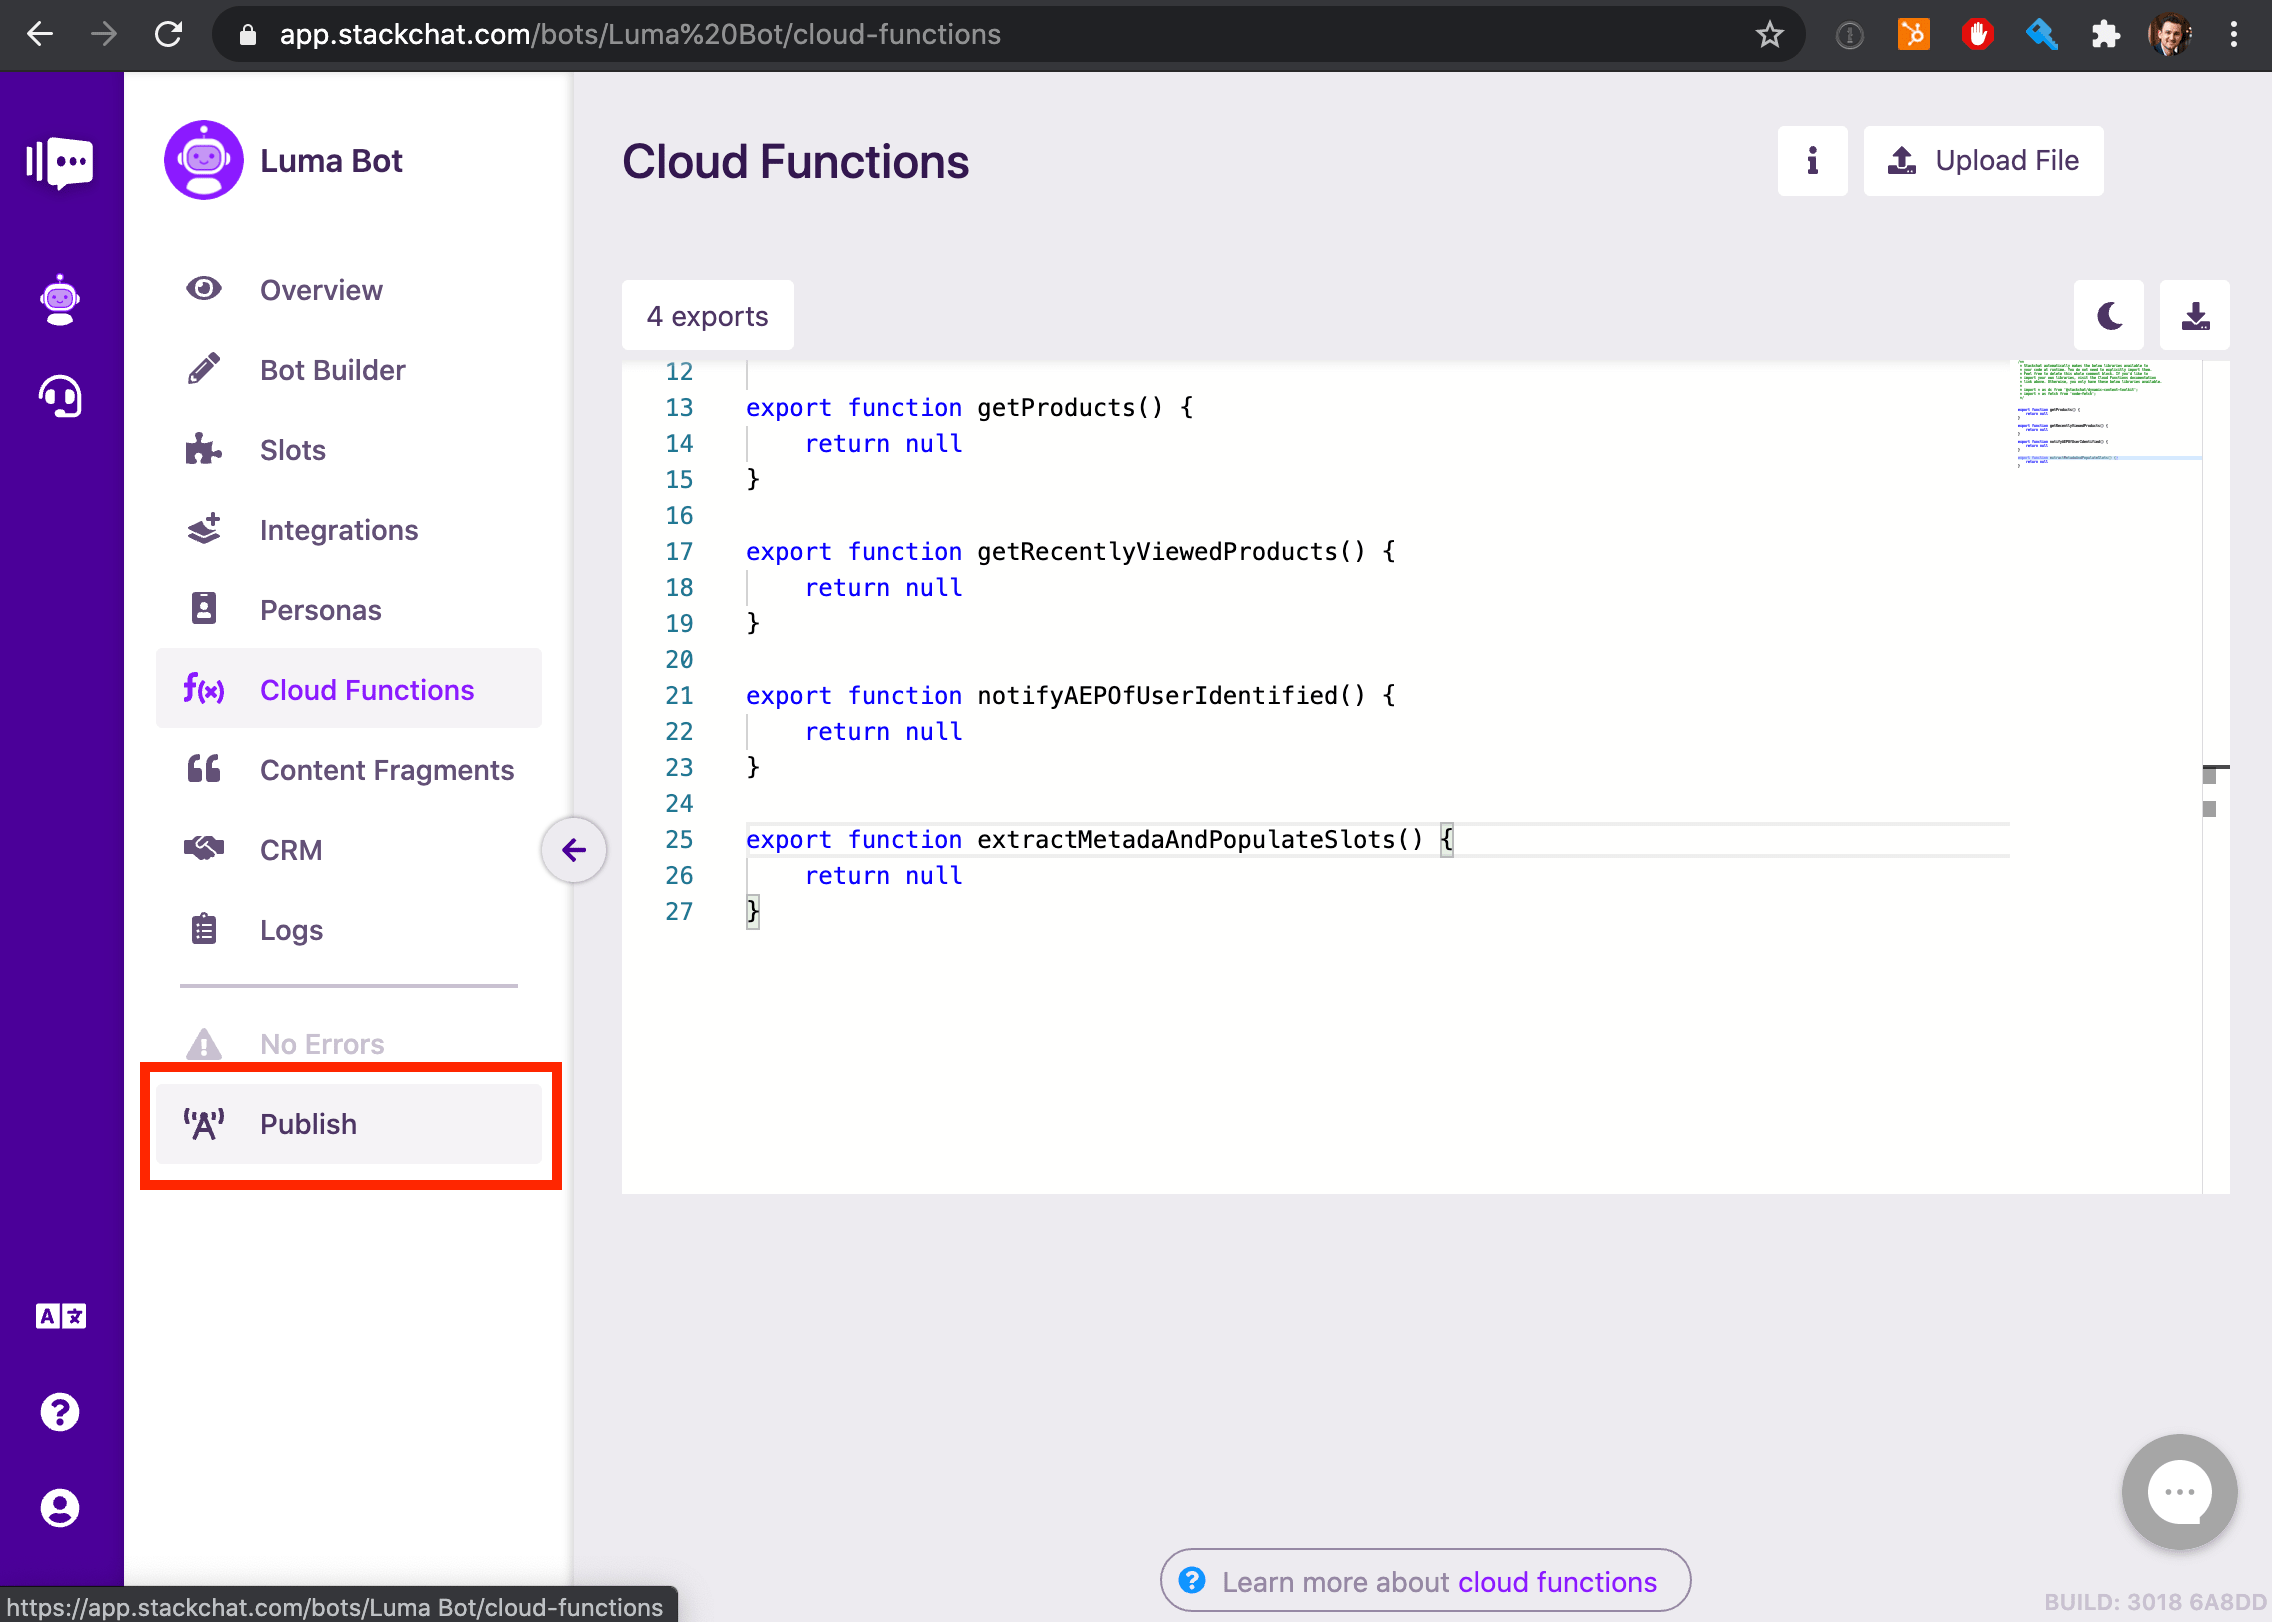 app.stackchat.com/bots/Luma%20Bot/cloud-functions
Luma Bot
Overview
Bot Builder
Slots
Integrations
Personas
Cloud Functions
Content Fragments
CRM
Logs
No Errors
Publish
Cloud Functions
Upload File
4 exports
12
13 export function getProducts() {
14 return null
15 }
16
17 export function getRecentlyViewedProducts() {
18 return null
19 }
20
21 export function notifyAEPOfUserIdentified() {
22 return null
23 }
24
25 export function extractMetadaAndPopulateSlots() {
26 return null
27 }
Learn more about cloud functions
BUILD: 3018 6A8DD
https://app.stackchat.com/bots/Luma Bot/cloud-functions